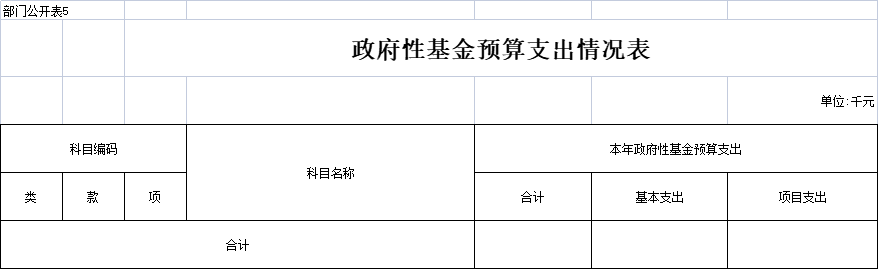 部门公开表5
政府性基金预算支出情况表
单位:千元
科目编码
科目名称
本年政府性基金预算支出
类
款
项
合计
基本支出
项目支出
合计